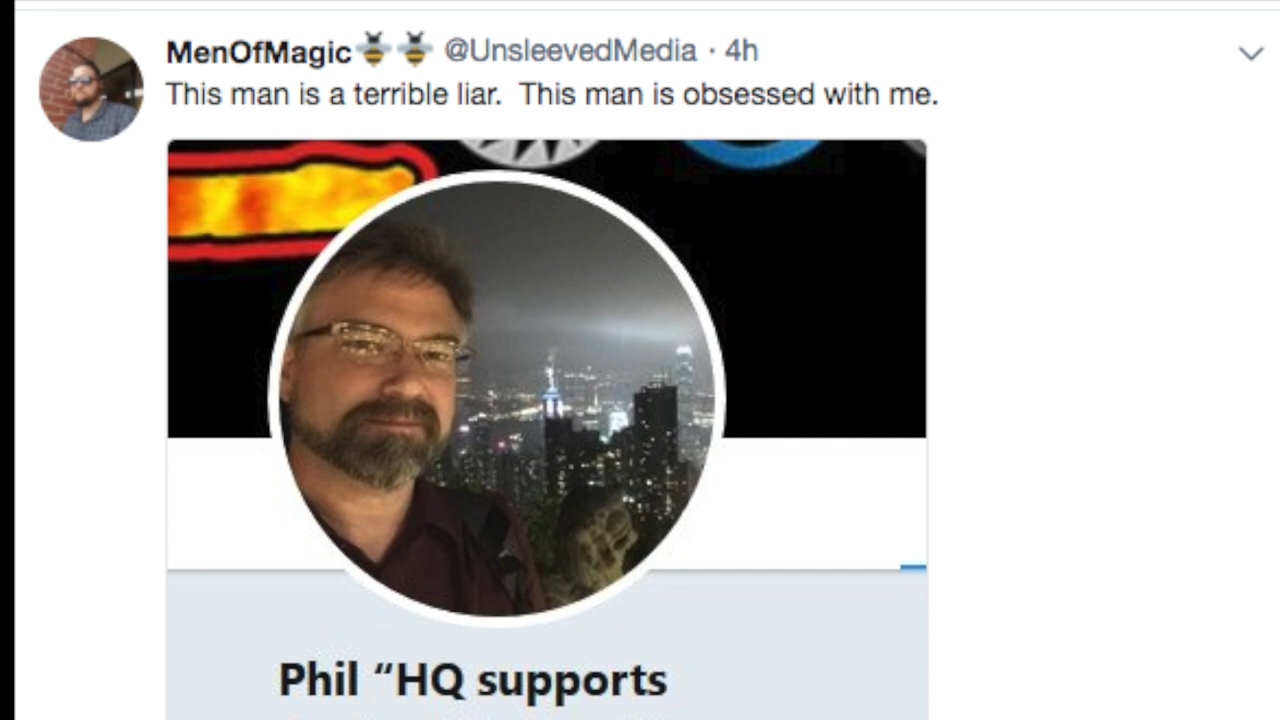 MenOfMagic🐝🐝 @UnsleevedMedia · 4h
This man is a terrible liar.  This man is obsessed with me.
Phil “HQ supports